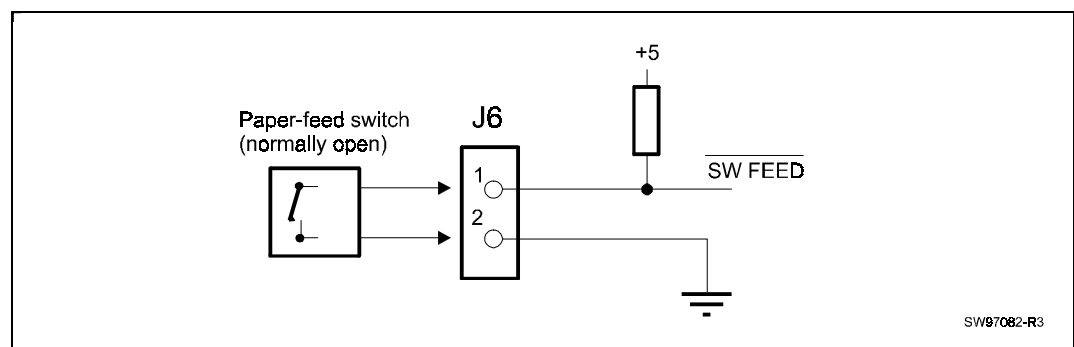 +5
Paper-feed switch
(normally open)
J6
1
SW FEED
2
SW97082-R3